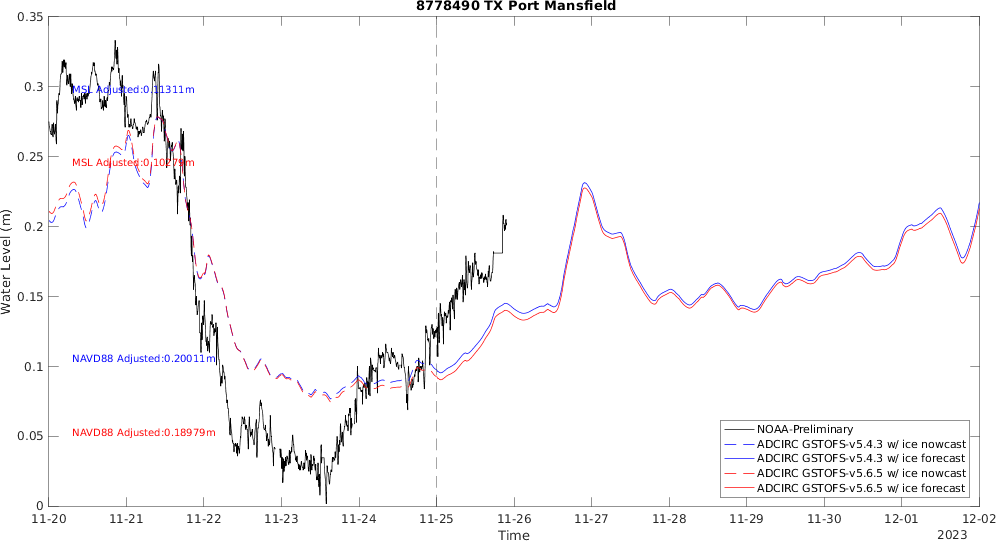 8778490 TX Port Mansfield
0.35
0.3
0.25
0.2
0.15
0.1
0.05
0
Water Level (m)
MSL Adjusted:0.11311m
MSL Adjusted:0.10279m
NAVD88 Adjusted:0.20011m
NAVD88 Adjusted:0.18979m
NOAA-Preliminary
ADCIRC GSTOFS-v5.4.3 w/ ice nowcast
ADCIRC GSTOFS-v5.4.3 w/ ice forecast
ADCIRC GSTOFS-v5.6.5 w/ ice nowcast
ADCIRC GSTOFS-v5.6.5 w/ ice forecast
11-20 11-21 11-22 11-23 11-24 11-25 11-26 11-27 11-28 11-29 11-30 12-01 12-02
Time
2023